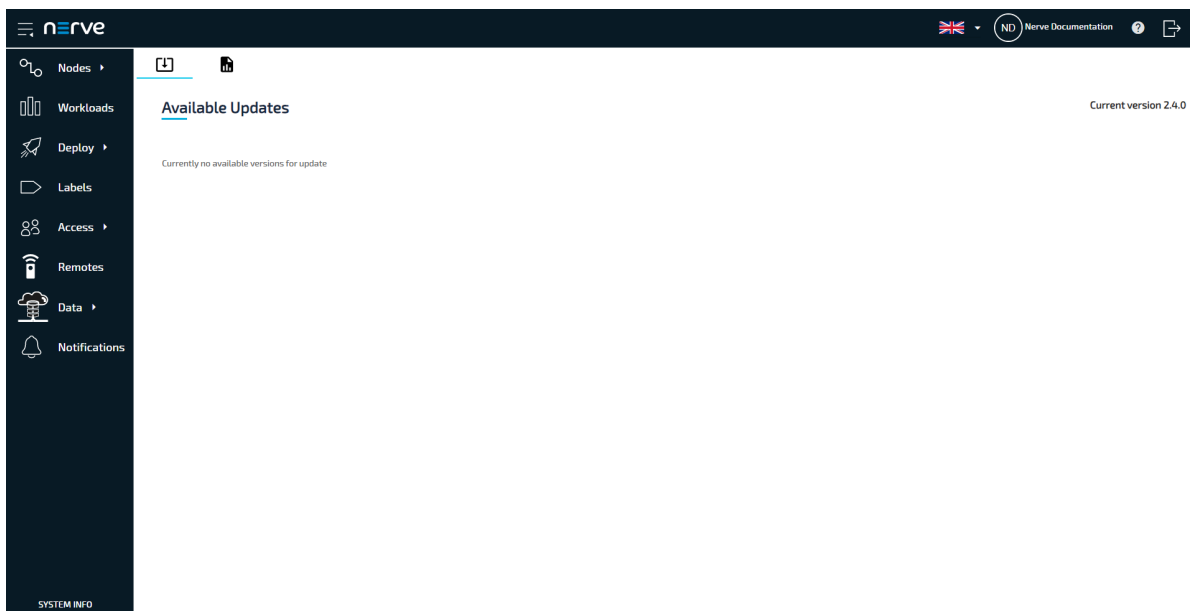 nerve
ND Nerve Documentation ?
Nodes
Workloads
Deploy
Labels
Access
Remotes
Data
Notifications
SYSTEM INFO
Available Updates
Current version 2.4.0
Currently no available versions for update